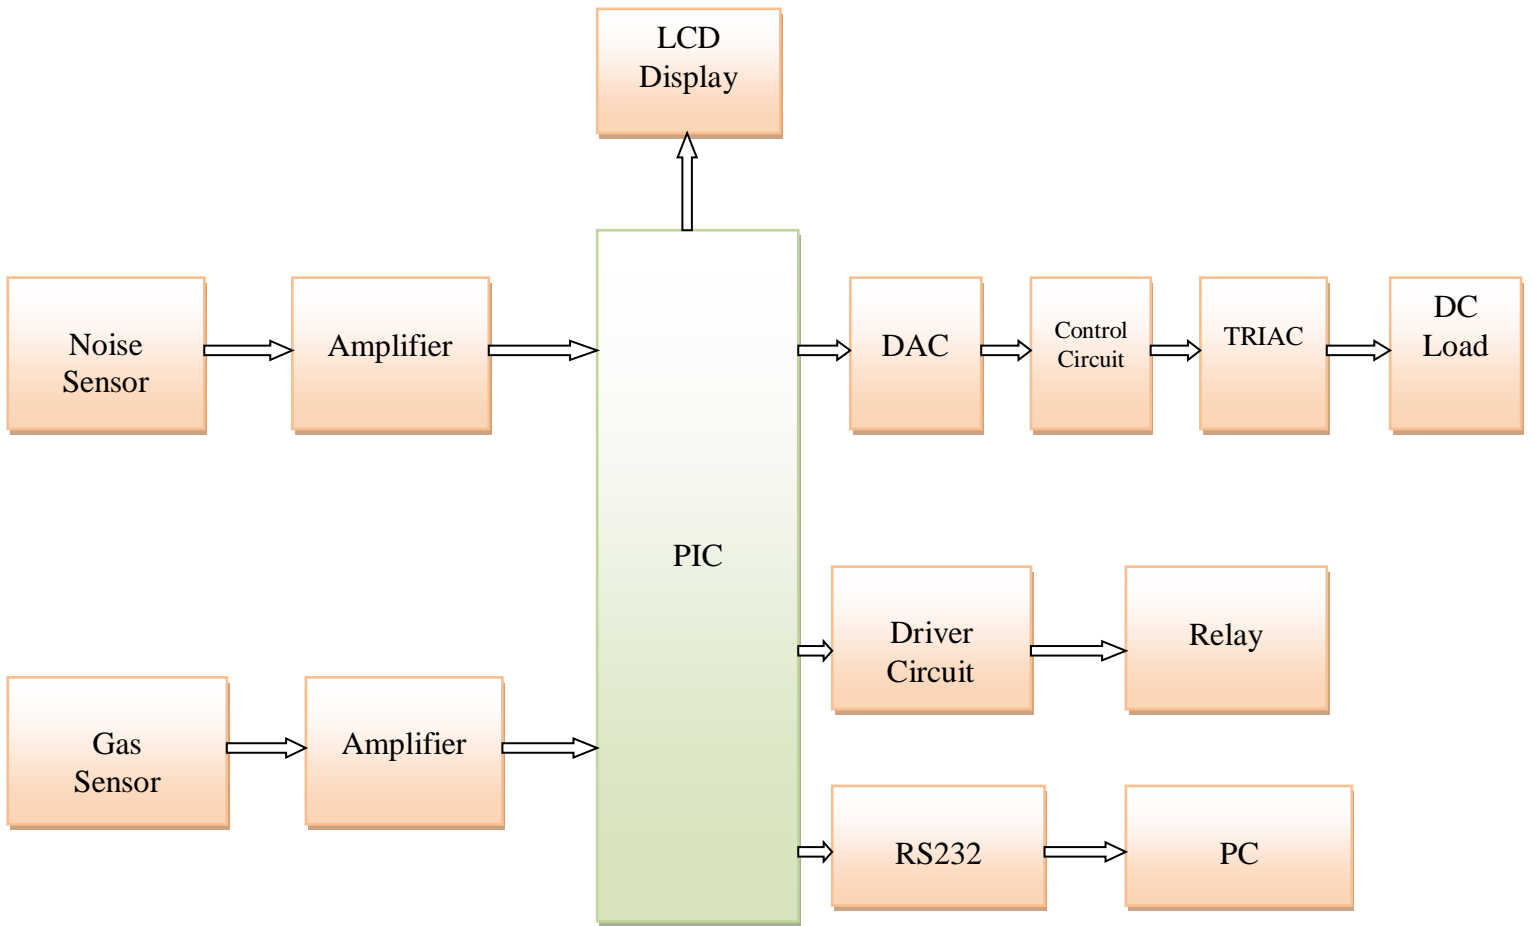 LCD
Display
Noise
Sensor
Amplifier
DAC
Control
Circuit
TRIAC
DC
Load
PIC
Driver
Circuit
Relay
Gas
Sensor
Amplifier
RS232
PC